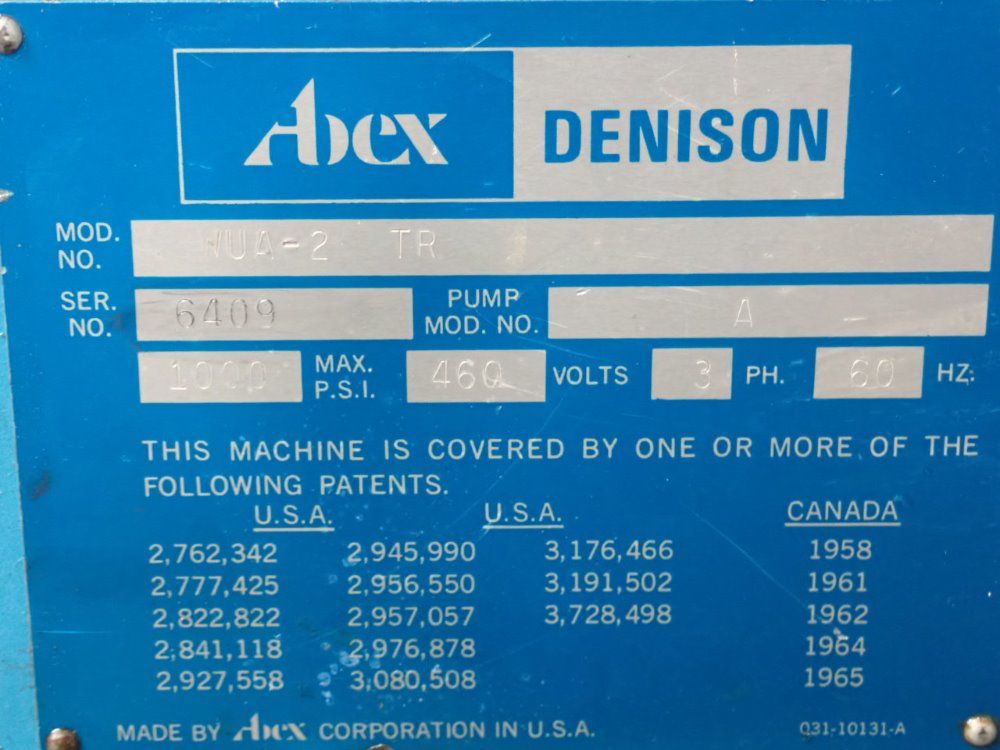 Abex DENISON
MOD. NO. WUA-2 TR
SER. NO. 6409 PUMP MOD. NO. A
1000 MAX. P.S.I. 460 VOLTS 3 PH. 60 HZ.
THIS MACHINE IS COVERED BY ONE OR MORE OF THE
FOLLOWING PATENTS.
U.S.A. U.S.A. CANADA
2,762,342 2,945,990 3,176,466 1958
2,777,425 2,956,550 3,191,502 1961
2,822,822 2,957,057 3,728,498 1962
2,841,118 2,976,878 1964
2,927,558 3,080,508 1965
MADE BY Abex CORPORATION IN U.S.A. 031-10131-A